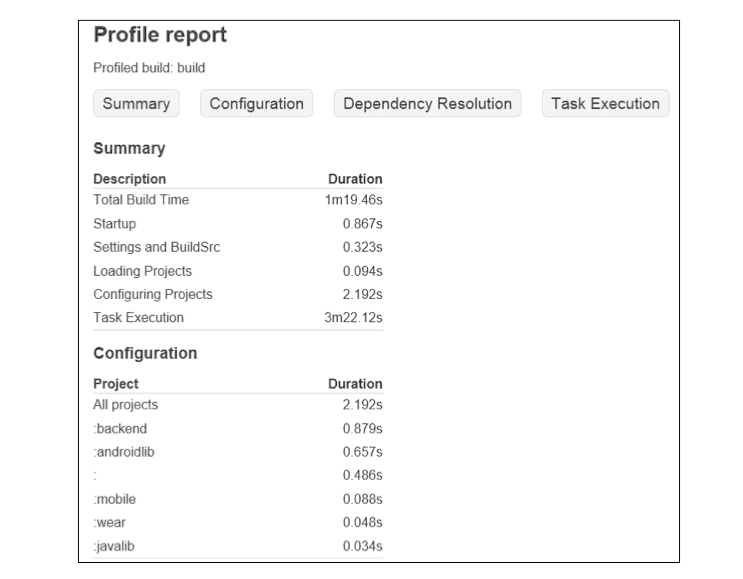 Profile report
Profiled build: build
Summary Configuration Dependency Resolution Task Execution
Summary
Description Duration
Total Build Time 1m19.46s
Startup 0.867s
Settings and BuildSrc 0.323s
Loading Projects 0.094s
Configuring Projects 2.192s
Task Execution 3m22.12s
Configuration
Project Duration
All projects 2.192s
:backend 0.879s
:androidlib 0.657s
: 0.486s
:mobile 0.088s
:wear 0.048s
:javalib 0.034s